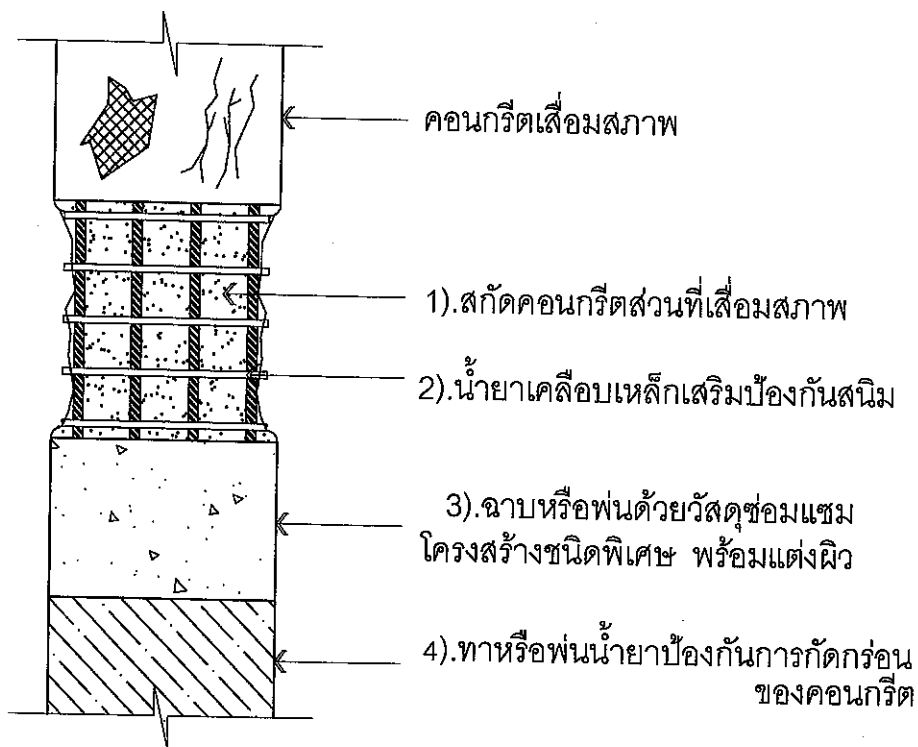 คอนกรีตเสื่อมสภาพ
1).สกัดคอนกรีตส่วนที่เสื่อมสภาพ
2).น้ำยาเคลือบเหล็กเสริมป้องกันสนิม
3).ฉาบหรือพ่นด้วยวัสดุซ่อมแซม
โครงสร้างชนิดพิเศษ พร้อมแต่งผิว
4).ทาหรือพ่นน้ำยาป้องกันการกัดกร่อน
ของคอนกรีต